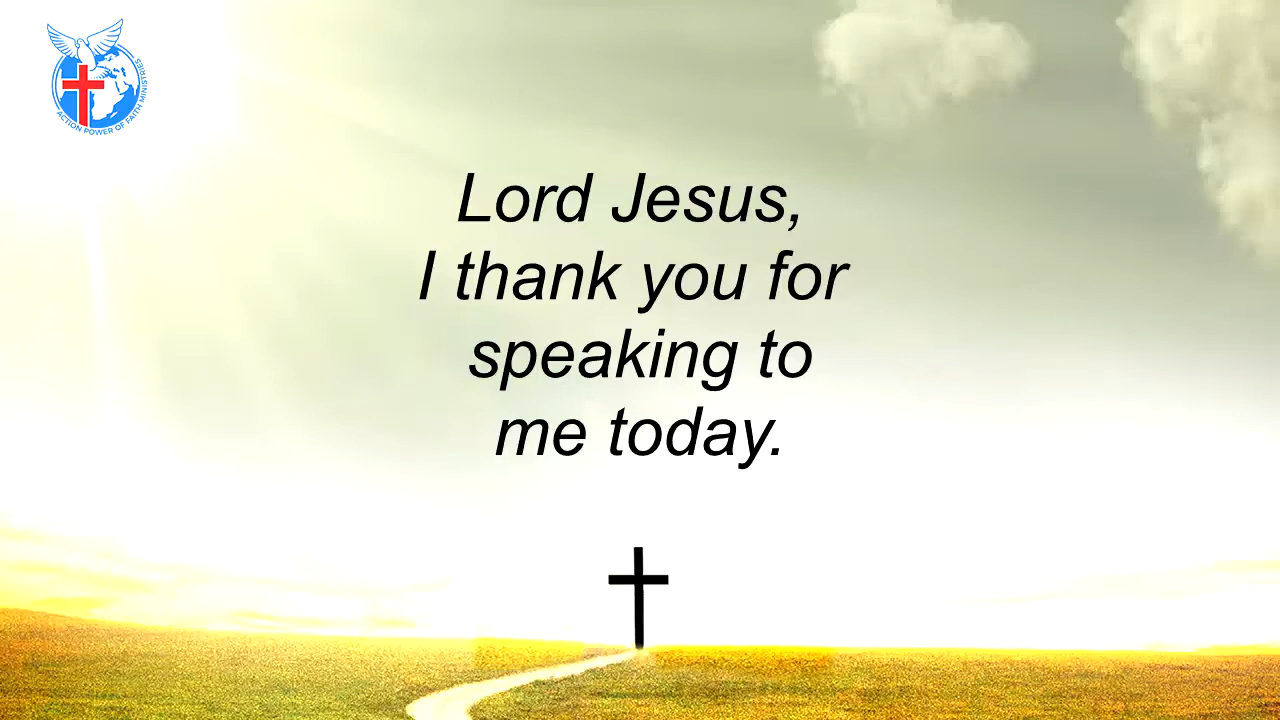 ACTION POWER OF FAITH MINISTRIES
Lord Jesus,
I thank you for
speaking to
me today.